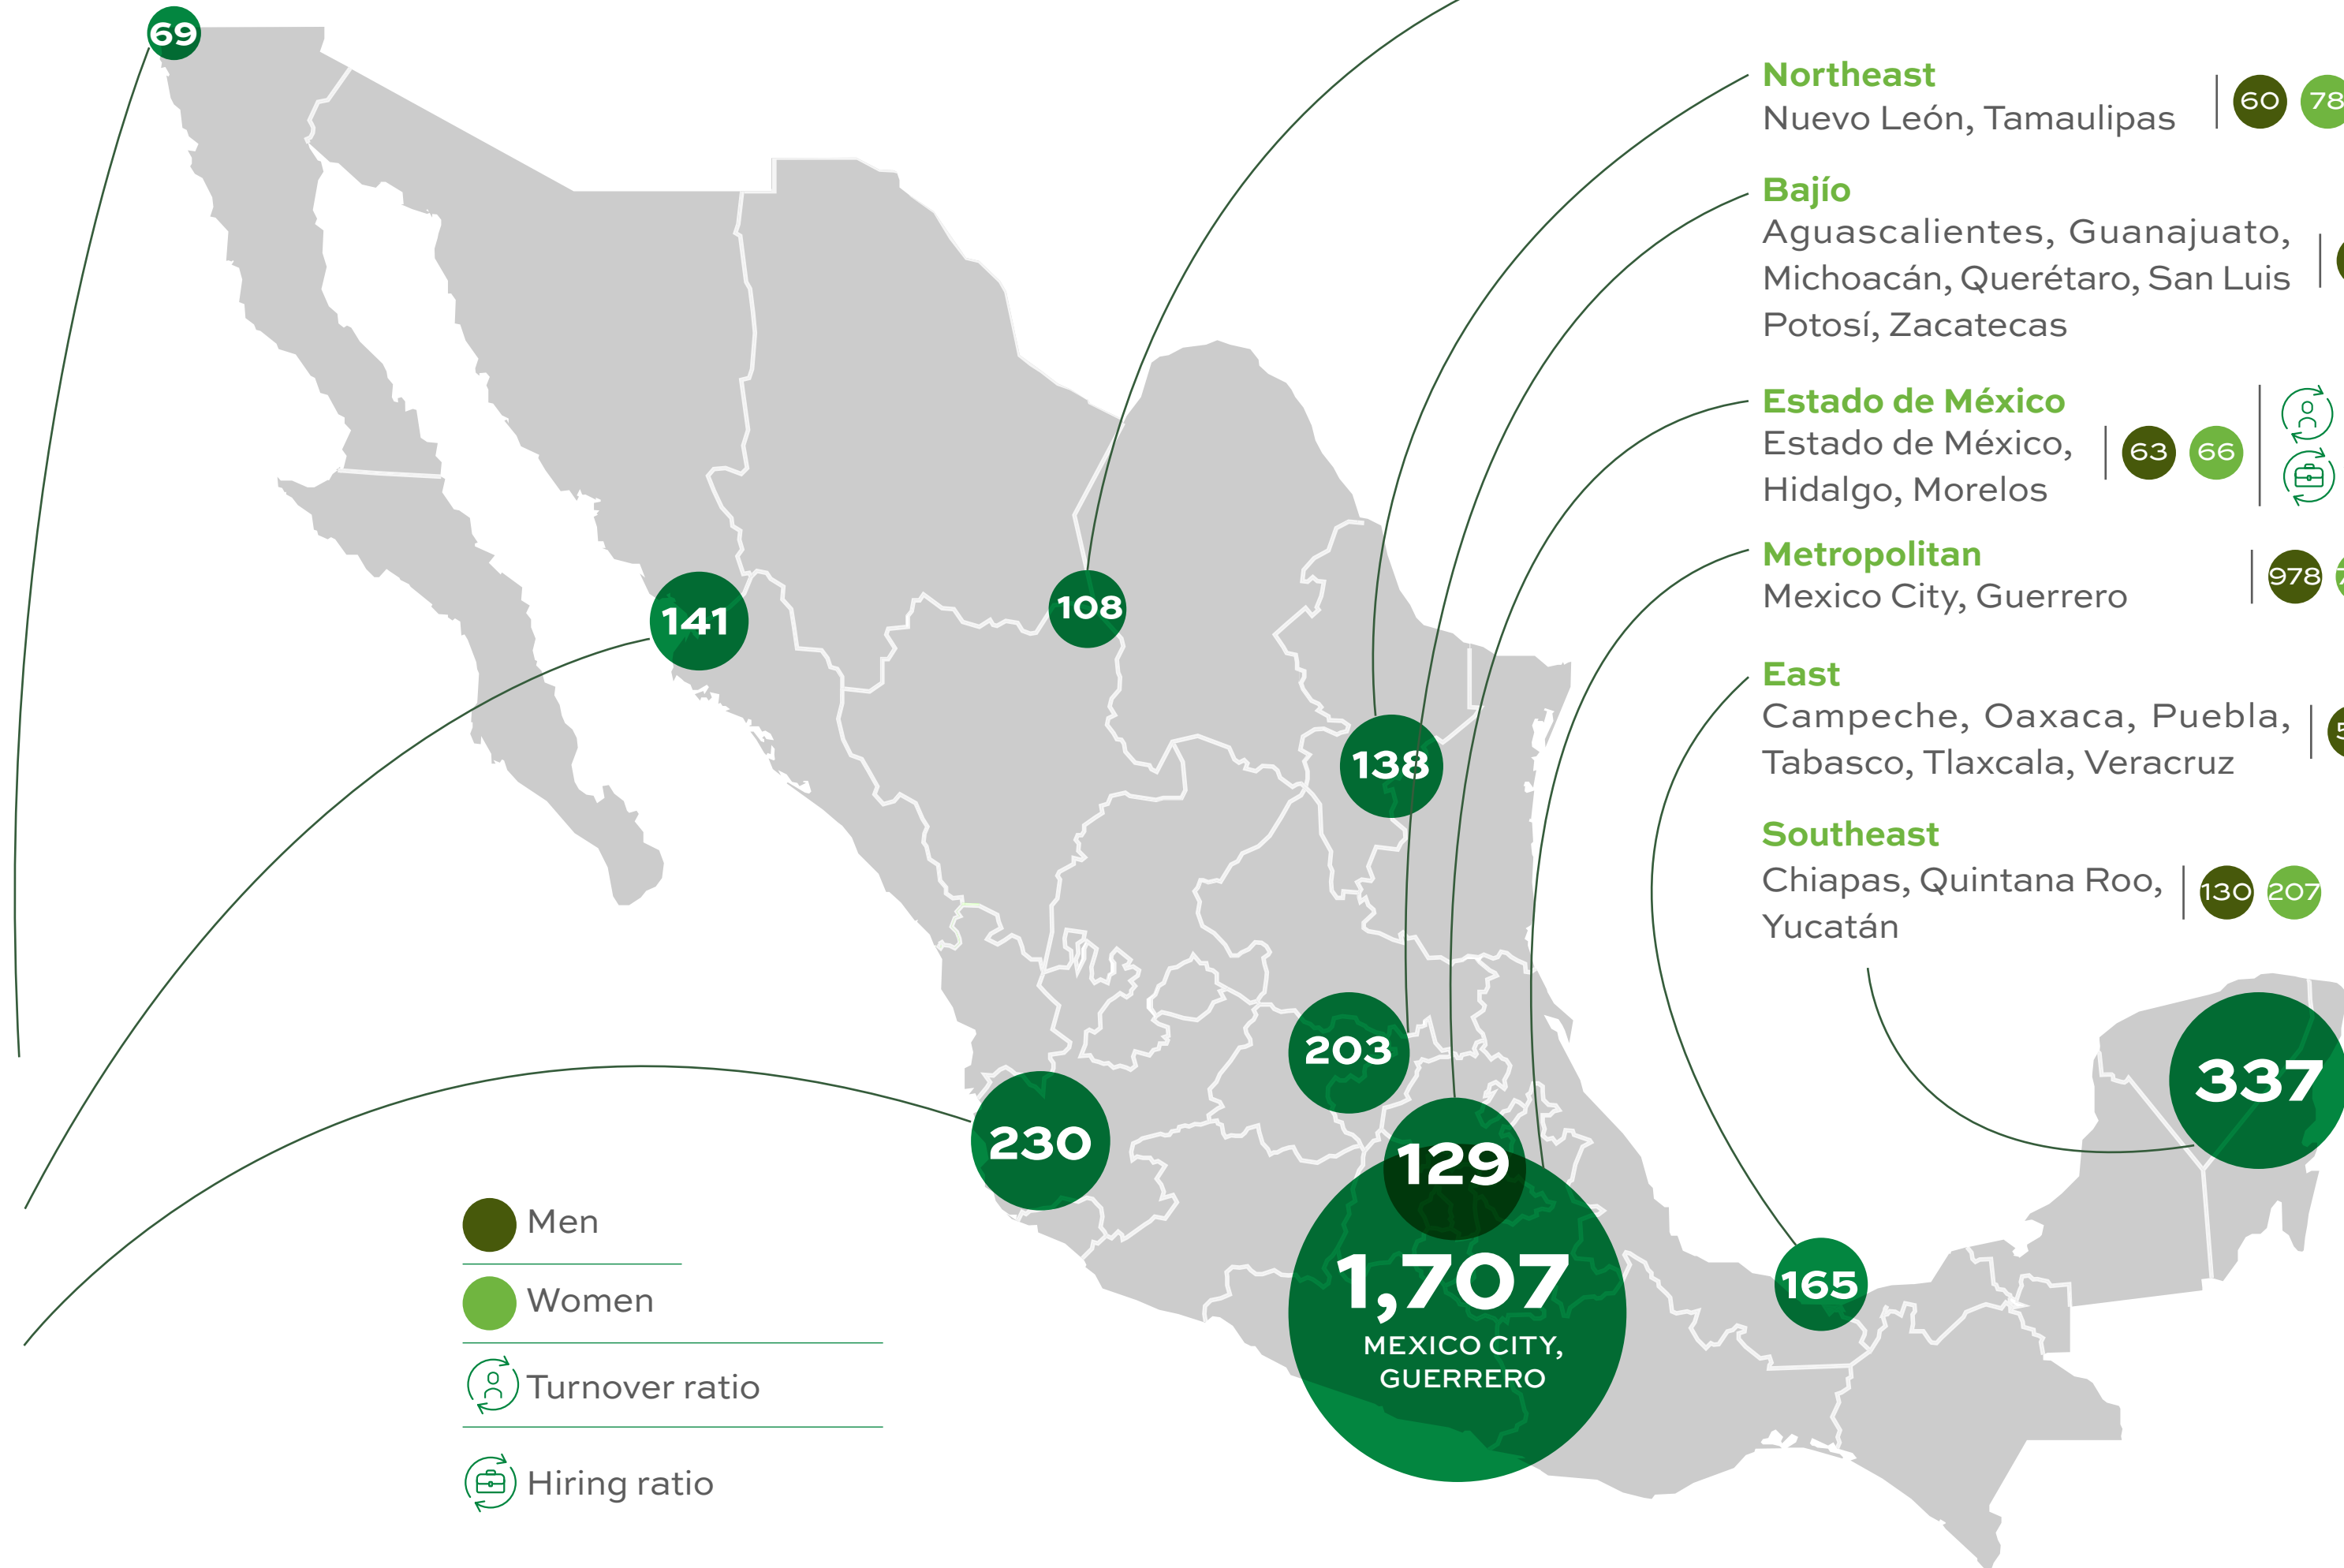 69
Northeast
Nuevo León, Tamaulipas
60 78
Bajío
Aguascalientes, Guanajuato,
Michoacán, Querétaro, San Luis
Potosí, Zacatecas
Estado de México
Estado de México,
Hidalgo, Morelos
63 66
Metropolitan
Mexico City, Guerrero
978
East
Campeche, Oaxaca, Puebla,
Tabasco, Tlaxcala, Veracruz
Southeast
Chiapas, Quintana Roo,
Yucatán
130 207
141
108
138
203
337
230
129
1,707
MEXICO CITY,
GUERRERO
165
Men
Women
Turnover ratio
Hiring ratio